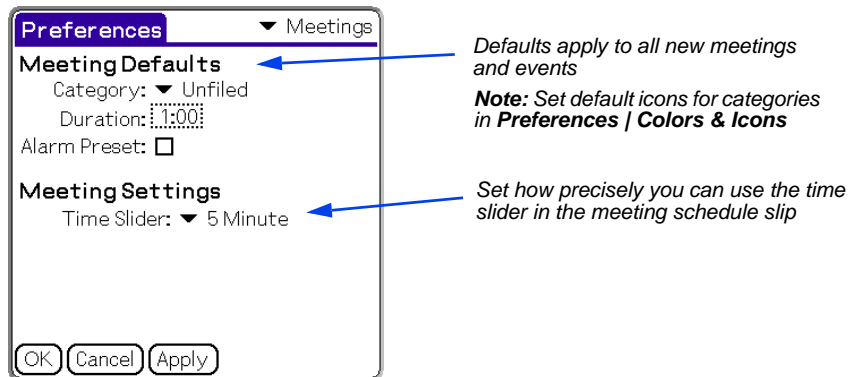 Preferences ▼ Meetings
Meeting Defaults
Category: ▼ Unfiled
Duration: 1:00
Alarm Preset:
Meeting Settings
Time Slider: ▼ 5 Minute
OK Cancel Apply
Defaults apply to all new meetings
and events
Note: Set default icons for categories
in Preferences | Colors & Icons
Set how precisely you can use the time
slider in the meeting schedule slip